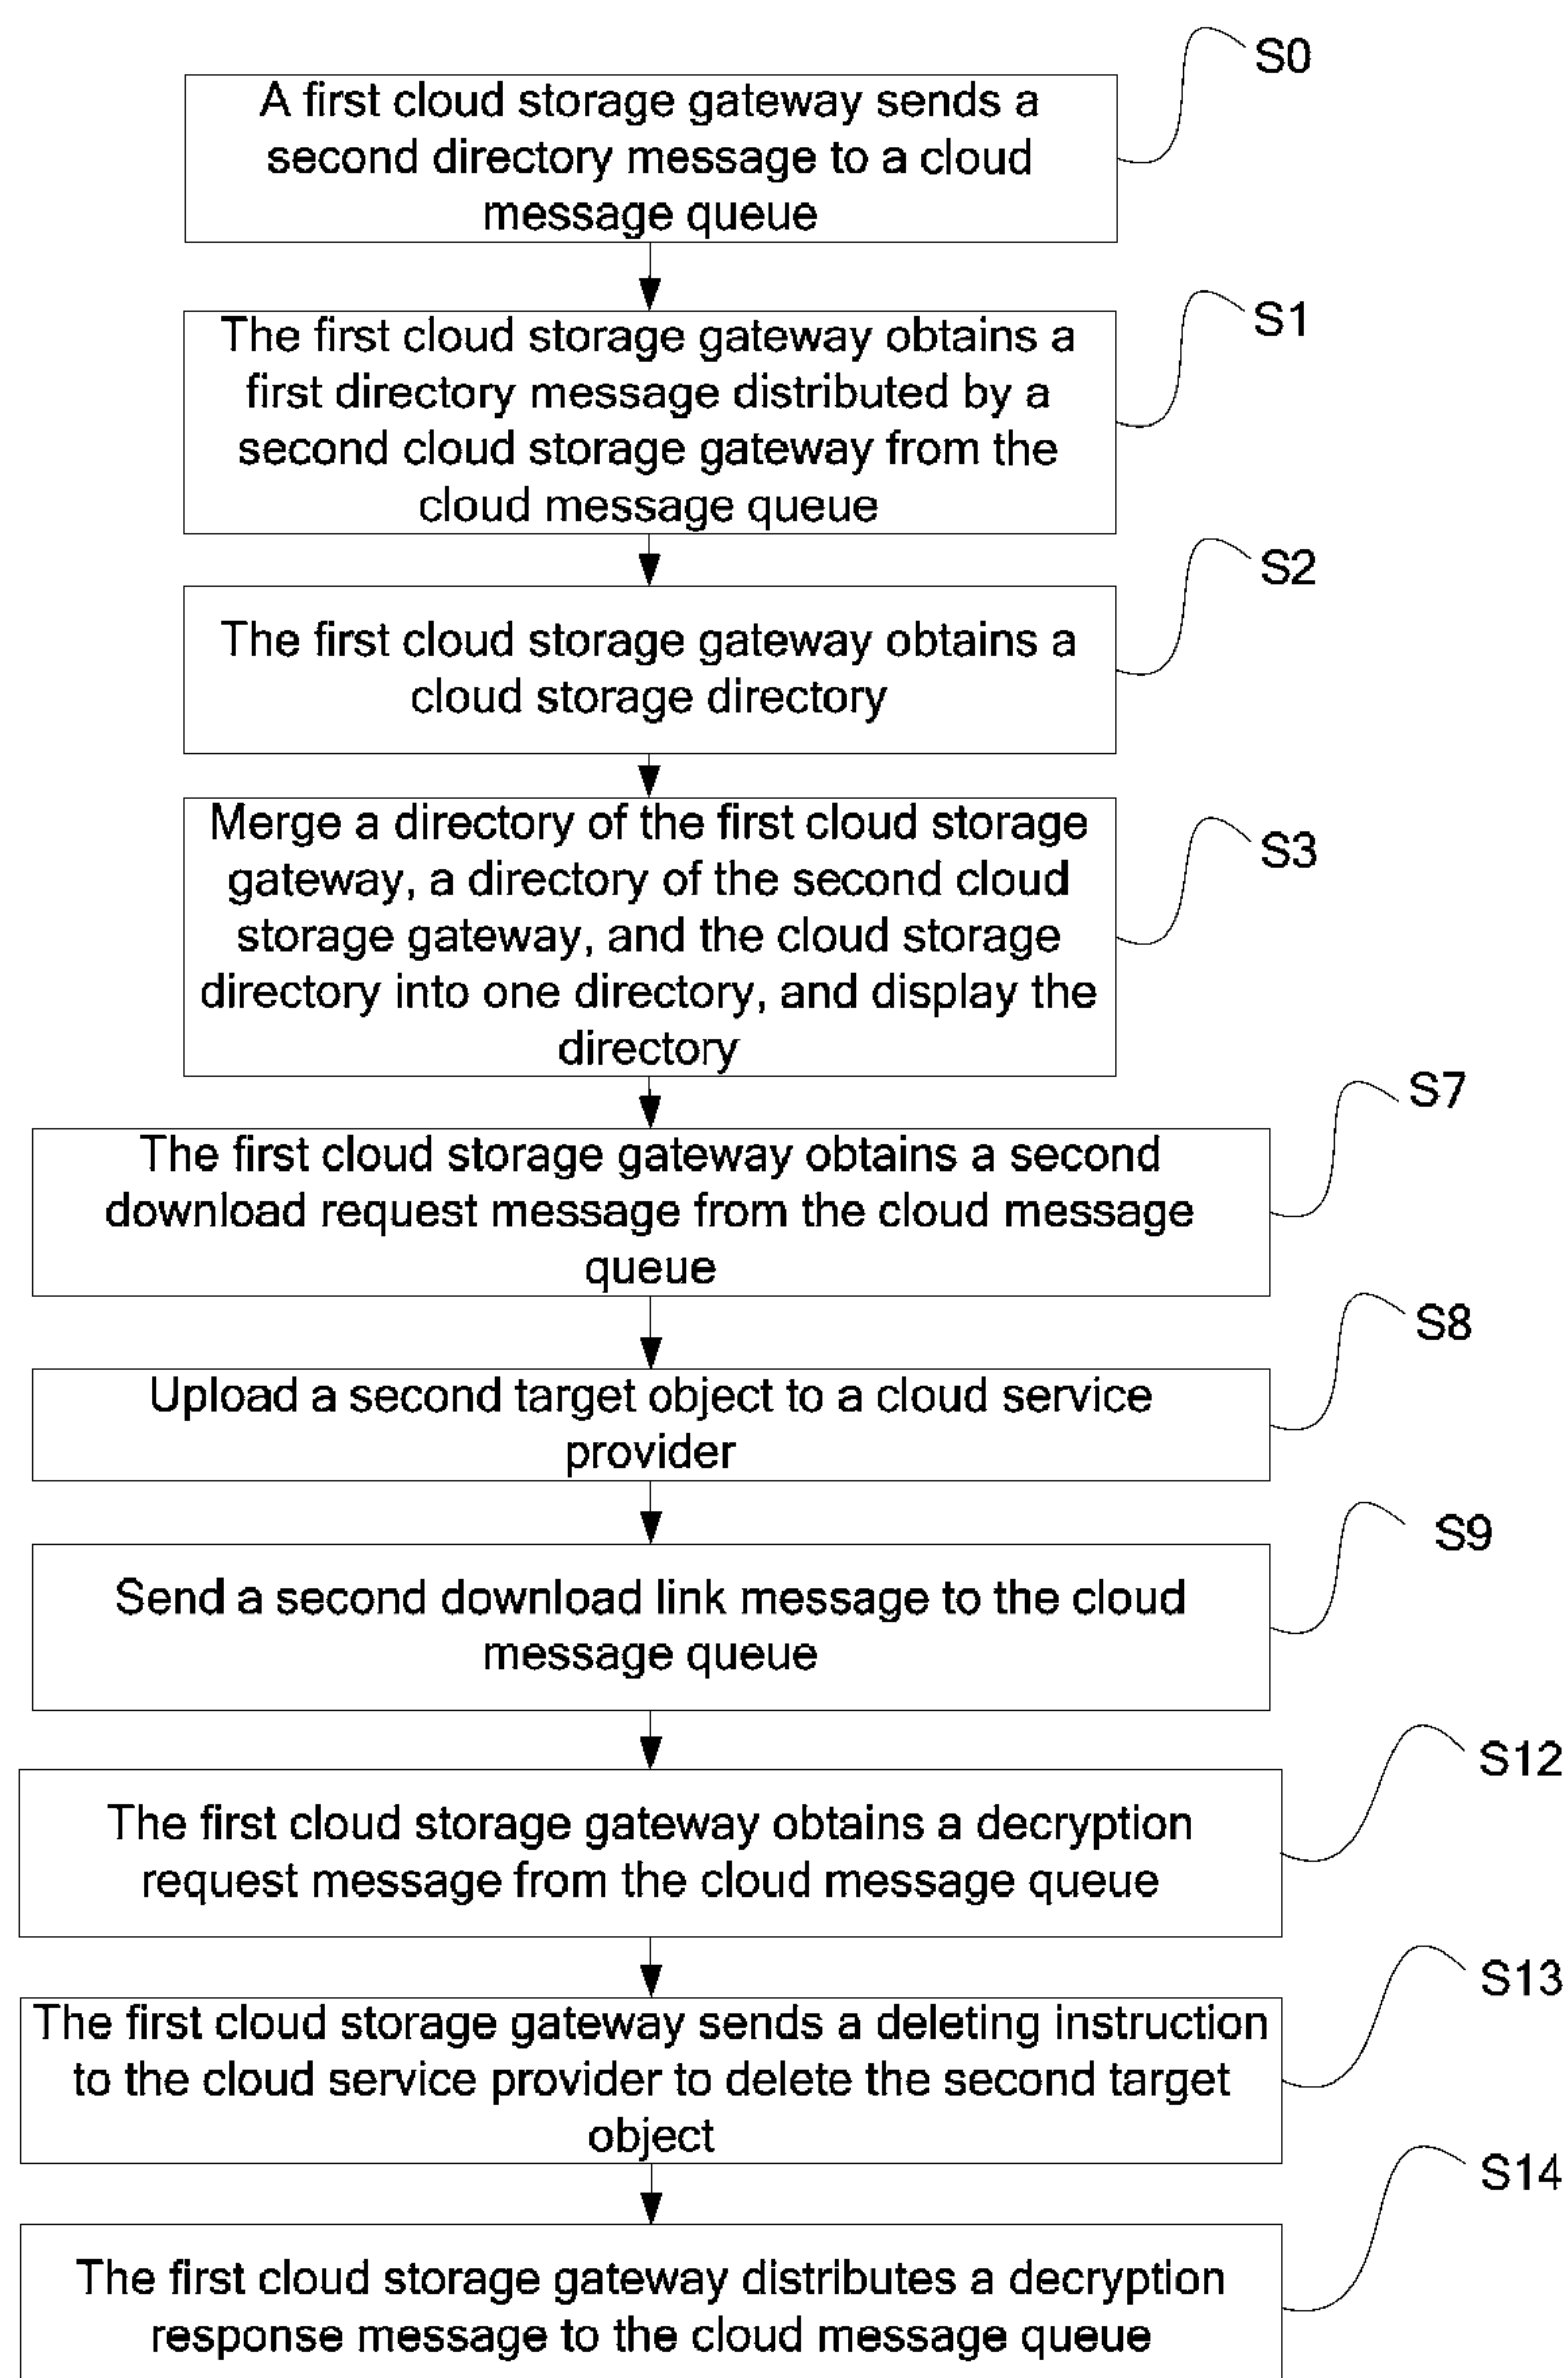 S0
A first cloud storage gateway sends a
second directory message to a cloud
message queue
S1
The first cloud storage gateway obtains a
first directory message distributed by a
second cloud storage gateway from the
cloud message queue
S2
The first cloud storage gateway obtains a
cloud storage directory
S3
Merge a directory of the first cloud storage
gateway, a directory of the second cloud
storage gateway, and the cloud storage
directory into one directory, and display the
directory
S7
The first cloud storage gateway obtains a second
download request message from the cloud message
queue
S8
Upload a second target object to a cloud service
provider
S9
Send a second download link message to the cloud
message queue
S12
The first cloud storage gateway obtains a decryption
request message from the cloud message queue
S13
The first cloud storage gateway sends a deleting instruction
to the cloud service provider to delete the second target
object
S14
The first cloud storage gateway distributes a decryption
response message to the cloud message queue